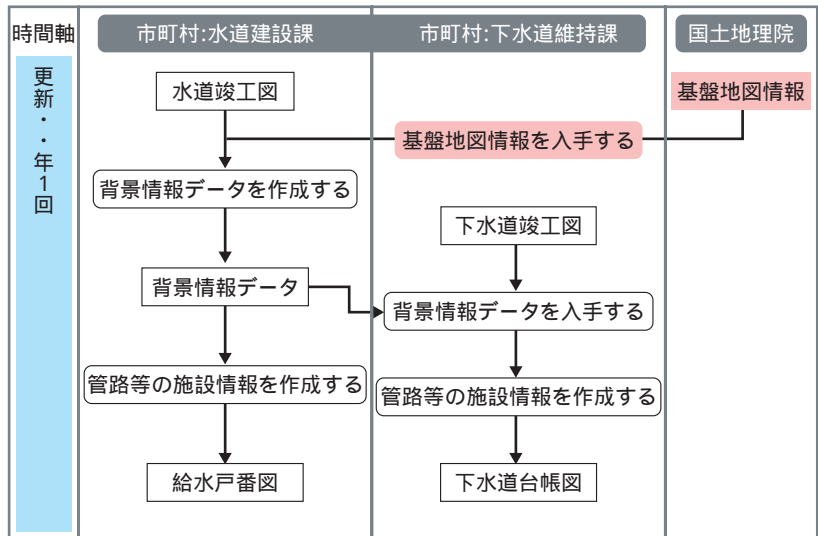 時間軸
市町村:水道建設課
市町村:下水道維持課
国土地理院
更新・・年1回
水道竣工図
基盤地図情報
基盤地図情報を入手する
背景情報データを作成する
下水道竣工図
背景情報データ
背景情報データを入手する
管路等の施設情報を作成する
管路等の施設情報を作成する
給水戸番図
下水道台帳図